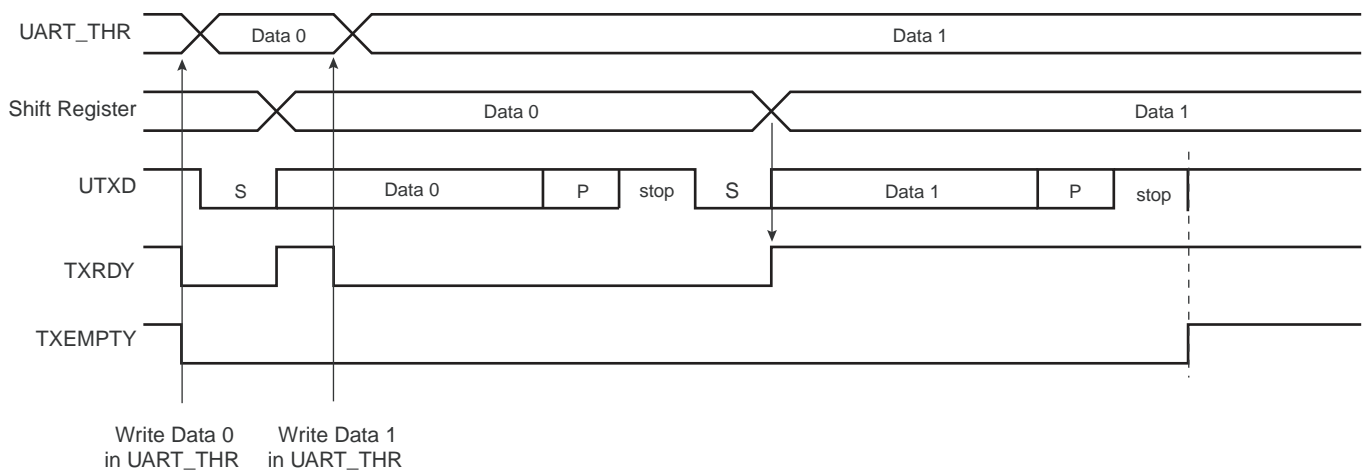 UART_THR Data 0 Data 1
Shift Register Data 0 Data 1
UTXD S Data 0 P stop S Data 1 P stop
TXRDY
TXEMPTY
Write Data 0 Write Data 1
in UART_THR in UART_THR